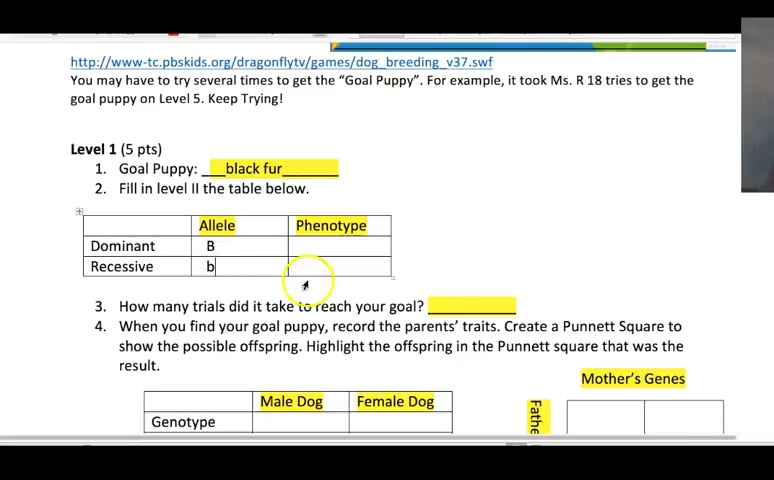 http://www-tc.pbskids.org/dragonflytv/games/dog_breeding_v37.swf
You may have to try several times to get the “Goal Puppy”. For example, it took Ms. R 18 tries to get the
goal puppy on Level 5. Keep Trying!
Level 1 (5 pts)
1. Goal Puppy: ___black fur_______
2. Fill in level II the table below.
Allele Phenotype
Dominant B
Recessive b
3. How many trials did it take to reach your goal? __________
4. When you find your goal puppy, record the parents’ traits. Create a Punnett Square to
show the possible offspring. Highlight the offspring in the Punnett square that was the
result.
Mother’s Genes
Male Dog Female Dog
Genotype
Fathe